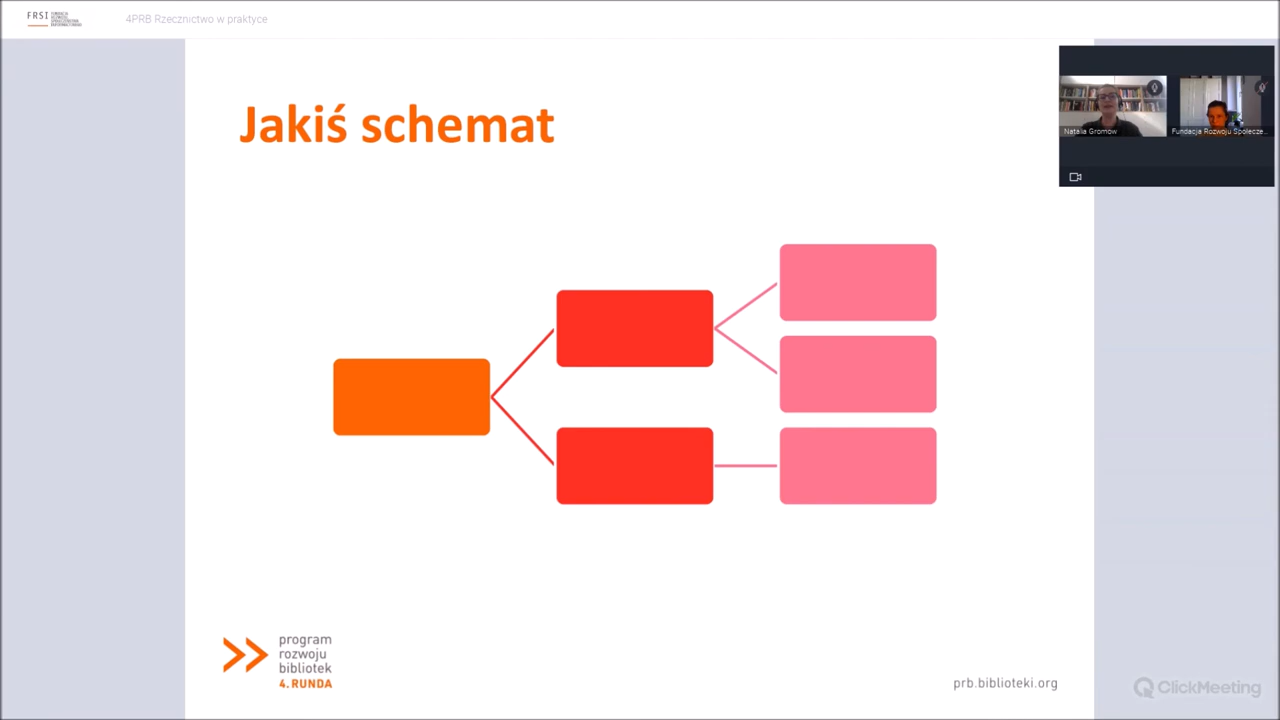 FRSI
4PRB Rzecznictwo w praktyce
Jakiś schemat
Natalia Gromow
Fundacja Rozwoju Społecze...
program
rozwoju
bibliotek
4. RUNDA
prb.biblioteki.org
ClickMeeting